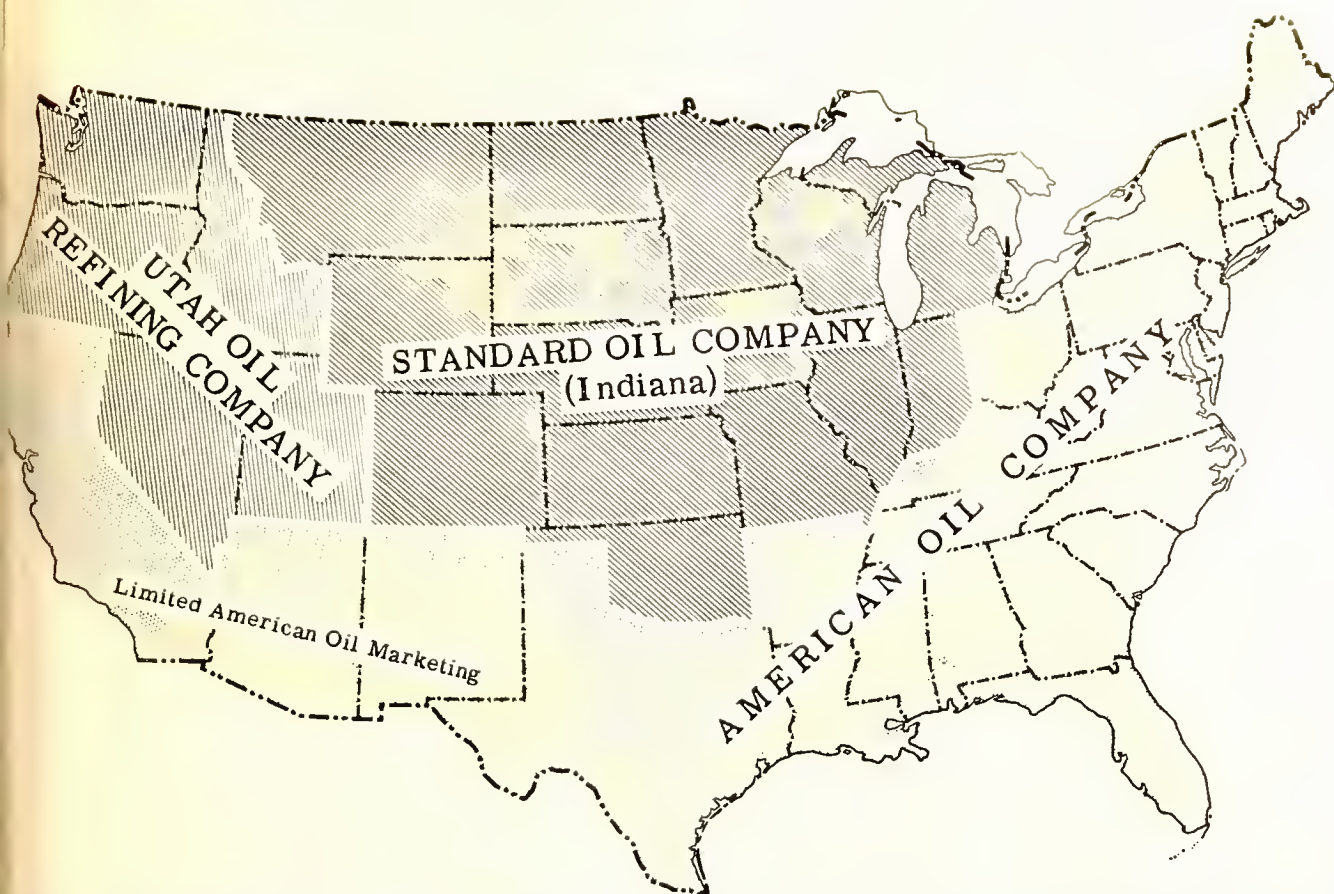 UTAH OIL
REFINING COMPANY
STANDARD OIL COMPANY
(Indiana)
AMERICAN OIL COMPANY
Limited American Oil Marketing